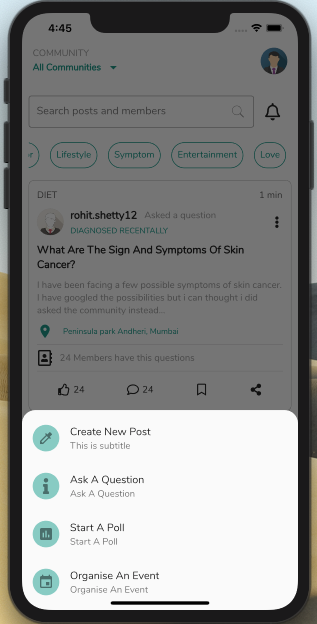 4:45
COMMUNITY
All Communities
Search posts and members
r Lifestyle Symptom Entertainment Love
DIET 1 min
rohit.shetty12 Asked a question
DIAGNOSED RECENTALLY
What Are The Sign And Symptoms Of Skin
Cancer?
I have been facing a few possible symptoms of skin cancer.
I have googled the possibilities but i can thought i did
asked the community instead...
Peninsula park Andheri, Mumbai
24 Members have this questions
24 24
Create New Post
This is subtitle
Ask A Question
Ask A Question
Start A Poll
Start A Poll
Organise An Event
Organise An Event